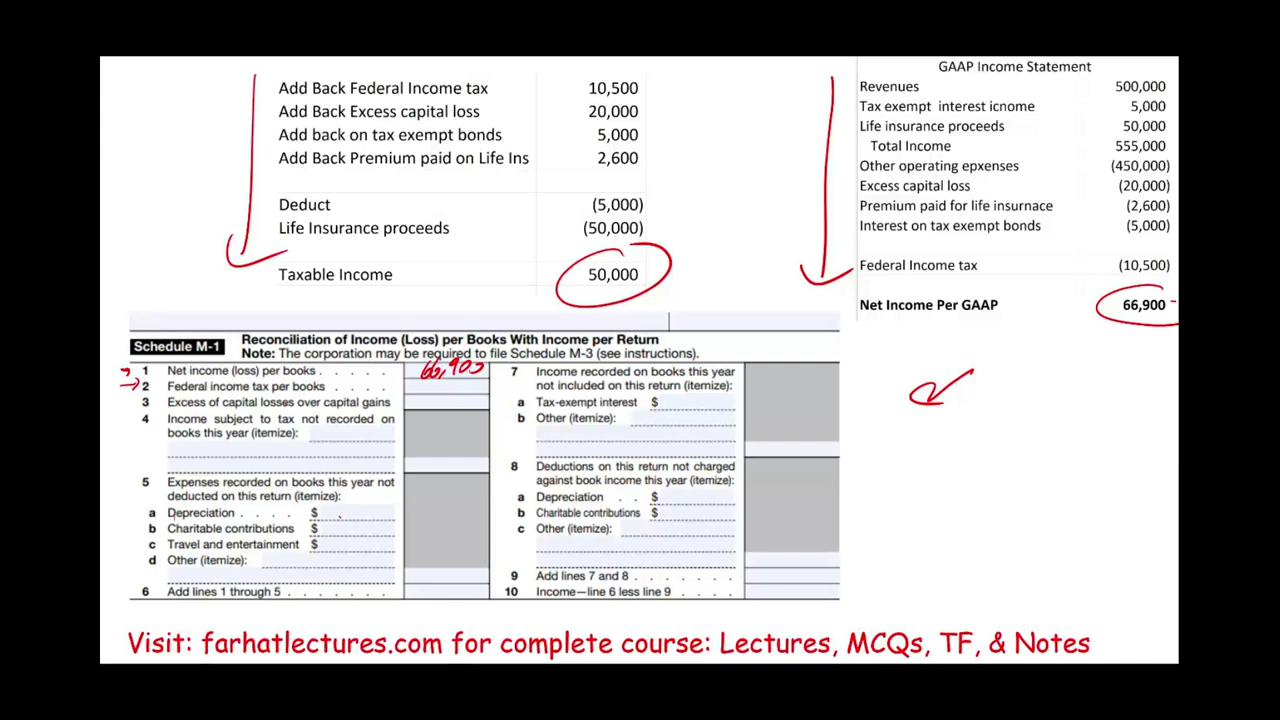 Add Back Federal Income tax 10,500
Add Back Excess capital loss 20,000
Add back on tax exempt bonds 5,000
Add Back Premium paid on Life Ins 2,600
Deduct (5,000)
Life Insurance proceeds (50,000)
Taxable Income 50,000
GAAP Income Statement
Revenues 500,000
Tax exempt interest icnome 5,000
Life insurance proceeds 50,000
Total Income 555,000
Other operating epxenses (450,000)
Excess capital loss (20,000)
Premium paid for life insurnace (2,600)
Interest on tax exempt bonds (5,000)
Federal Income tax (10,500)
Net Income Per GAAP 66,900
Schedule M-1 Reconciliation of Income (Loss) per Books With Income per Return
Note: The corporation may be required to file Schedule M-3 (see instructions).
1 Net income (loss) per books . . . . . 66,900
2 Federal income tax per books . . . .
3 Excess of capital losses over capital gains
4 Income subject to tax not recorded on
books this year (itemize):
5 Expenses recorded on books this year not
deducted on this return (itemize):
a Depreciation . . . . $
b Charitable contributions $
c Travel and entertainment $
d Other (itemize):
6 Add lines 1 through 5 . . . . . . .
7 Income recorded on books this year
not included on this return (itemize):
a Tax-exempt interest $
b Other (itemize):
8 Deductions on this return not charged
against book income this year (itemize):
a Depreciation . . $
b Charitable contributions $
c Other (itemize):
9 Add lines 7 and 8 . . . . . . .
10 Income—line 6 less line 9 . . . .
Visit: farhatlectures.com for complete course: Lectures, MCQs, TF, & Notes